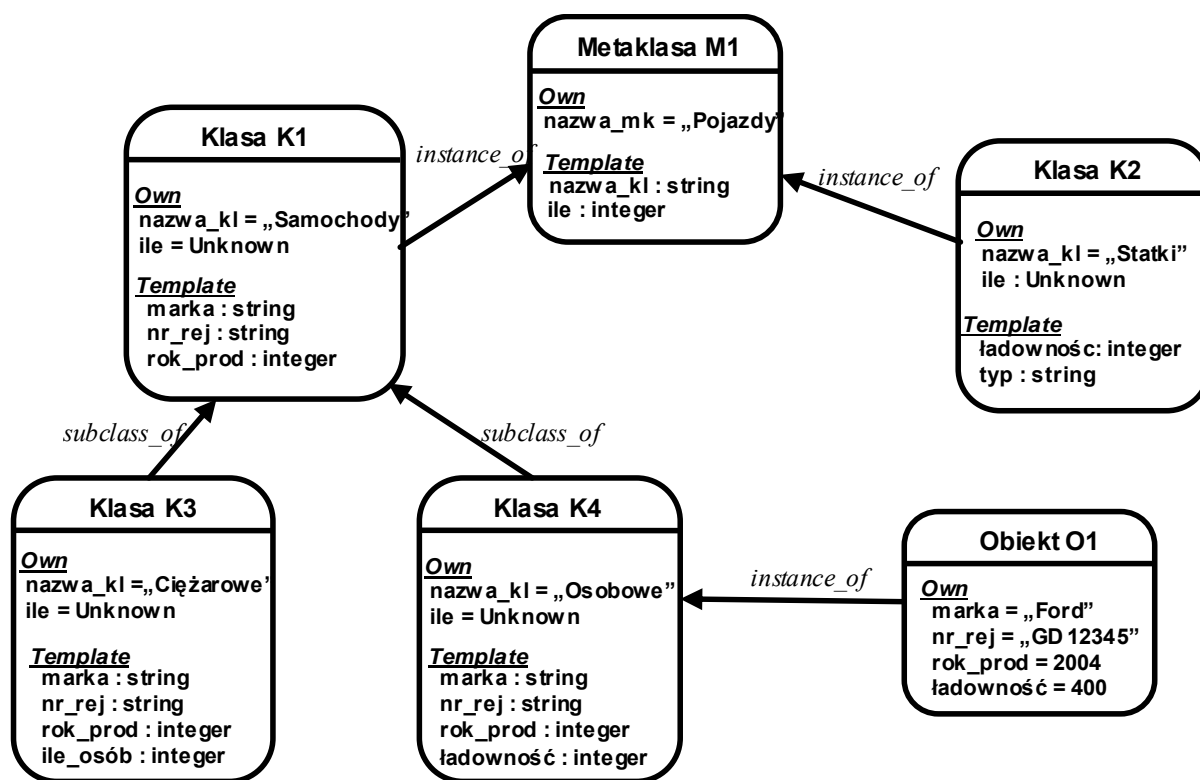 Metaklasa M1
Own
nazwa_mk = „Pojazdy”
Template
nazwa_kl : string
ile : integer
Klasa K1
Own
nazwa_kl = „Samochody”
ile = Unknown
Template
marka : string
nr_rej : string
rok_prod : integer
instance_of
instance_of
Klasa K2
Own
nazwa_kl = „Statki”
ile : Unknown
Template
ładownośc: integer
typ : string
subclass_of
subclass_of
Klasa K3
Own
nazwa_kl =„Ciężarowe”
ile = Unknown
Template
marka : string
nr_rej : string
rok_prod : integer
ile_osób : integer
Klasa K4
Own
nazwa_kl = „Osobowe”
ile = Unknown
Template
marka : string
nr_rej : string
rok_prod : integer
ładowność : integer
instance_of
Obiekt O1
Own
marka = „Ford”
nr_rej = „GD 12345”
rok_prod = 2004
ładowność = 400